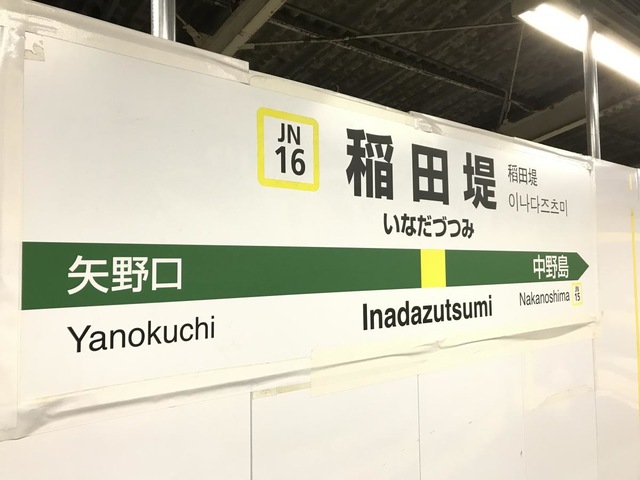 JN
16
稲田堤
稲田堤
이나다즈츠미
いなだづつみ
矢野口
中野島
Yanokuchi
Inadazutsumi
Nakanoshima
JN
15